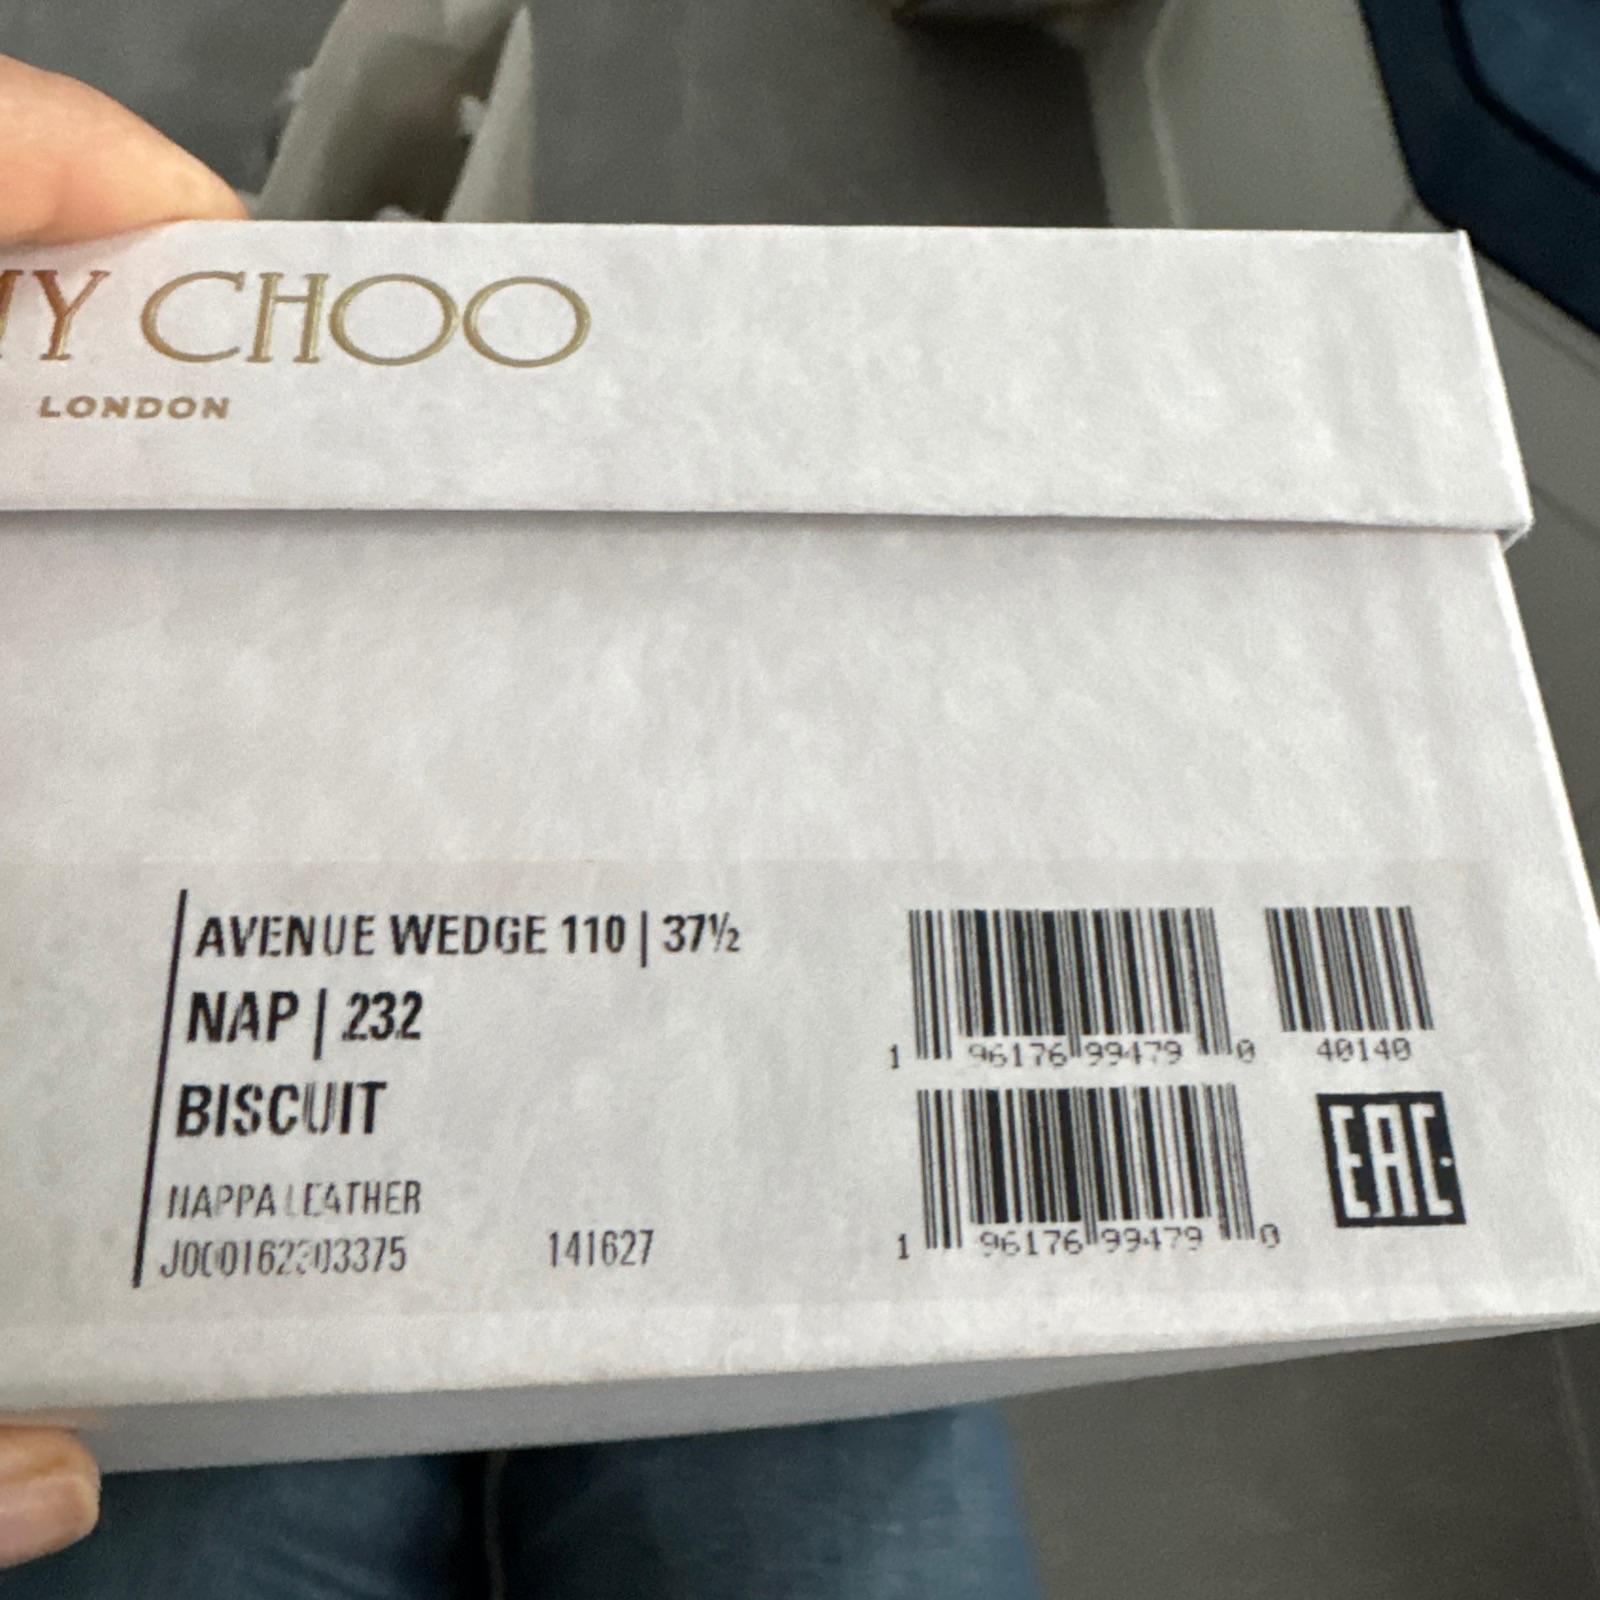 MY CHOO
LONDON
AVENUE WEDGE 110 | 37½
NAP | 232
BISCUIT
NAPPA LEATHER
141627
1 96176 99479 0
40140
1 96176 99479 0
EAC